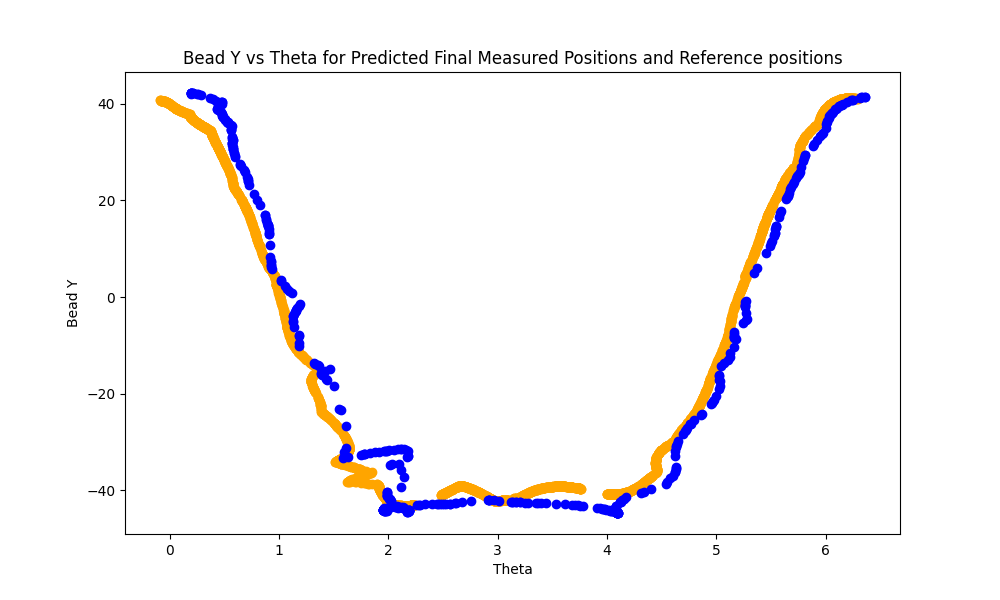 Bead Y vs Theta for Predicted Final Measured Positions and Reference positions
40
20
0
−20
−40
Bead Y
0 1 2 3 4 5 6
Theta